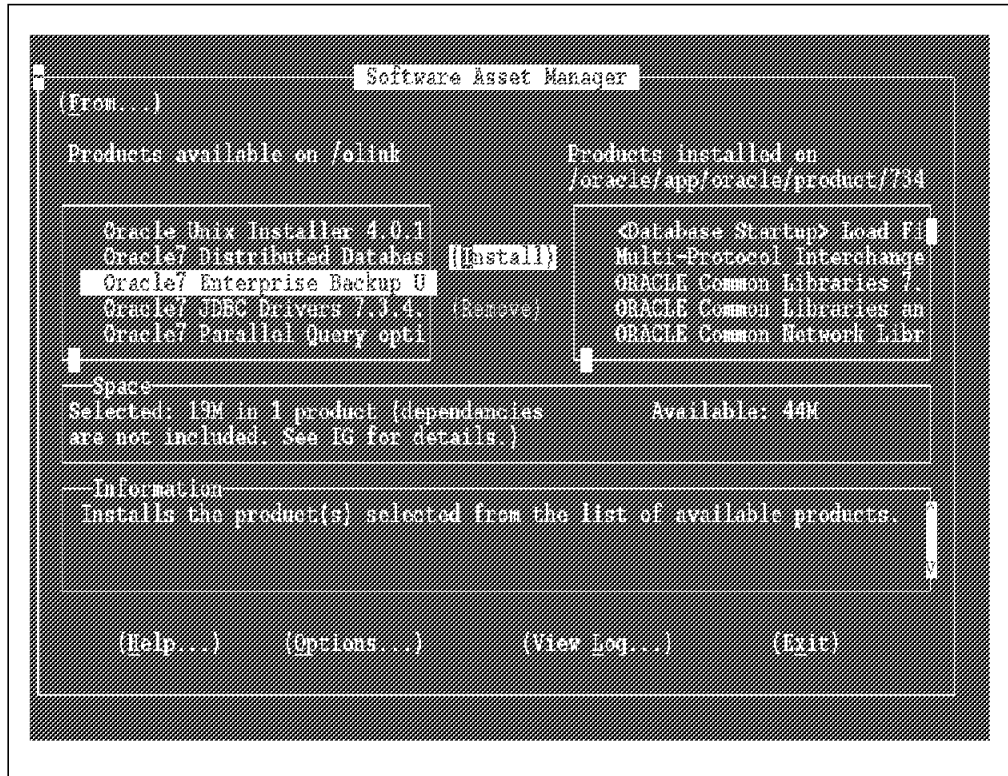 Software Asset Manager
(From...)
Products available on /olink
Products installed on
/oracle/app/oracle/product/734
Oracle Unix Installer 4.0.1
Oracle7 Distributed Databas
Oracle7 Enterprise Backup U
Oracle7 JDBC Drivers 7.3.4.
Oracle7 Parallel Query opti
(Install)
(Remove)
<Database Startup> Load Fi
Multi-Protocol Interchange
ORACLE Common Libraries 7.
ORACLE Common Libraries an
ORACLE Common Network Libr
Space
Selected: 19M in 1 product (dependancies
are not included. See IG for details.)
Available: 44M
Information
Installs the product(s) selected from the list of available products.
(Help...) (Options...) (View Log...) (Exit)